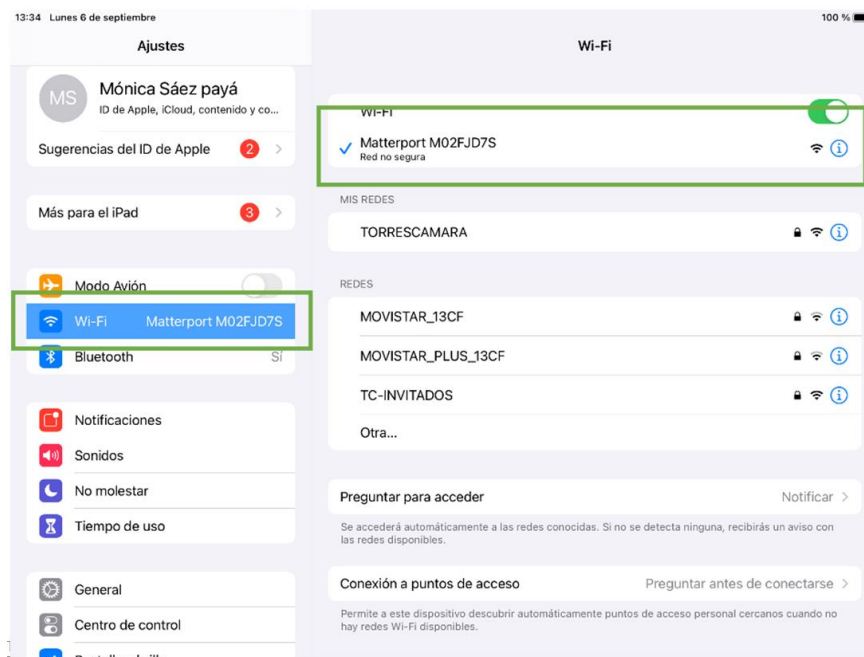 13:34 Lunes 6 de septiembre
100 %
Ajustes
MS
Mónica Sáez payá
ID de Apple, iCloud, contenido y co...
Sugerencias del ID de Apple 2
Más para el iPad 3
Modo Avión
Wi-Fi Matterport M02FJD7S
Bluetooth Sí
Notificaciones
Sonidos
No molestar
Tiempo de uso
General
Centro de control
Wi-Fi
Wi-Fi
Matterport M02FJD7S
Red no segura
MIS REDES
TORRESCAMARA
REDES
MOVISTAR_13CF
MOVISTAR_PLUS_13CF
TC-INVITADOS
Otra...
Preguntar para acceder Notificar
Se accederá automáticamente a las redes conocidas. Si no se detecta ninguna, recibirás un aviso con
las redes disponibles.
Conexión a puntos de acceso Preguntar antes de conectarse
Permite a este dispositivo descubrir automáticamente puntos de acceso personal cercanos cuando no
hay redes Wi-Fi disponibles.